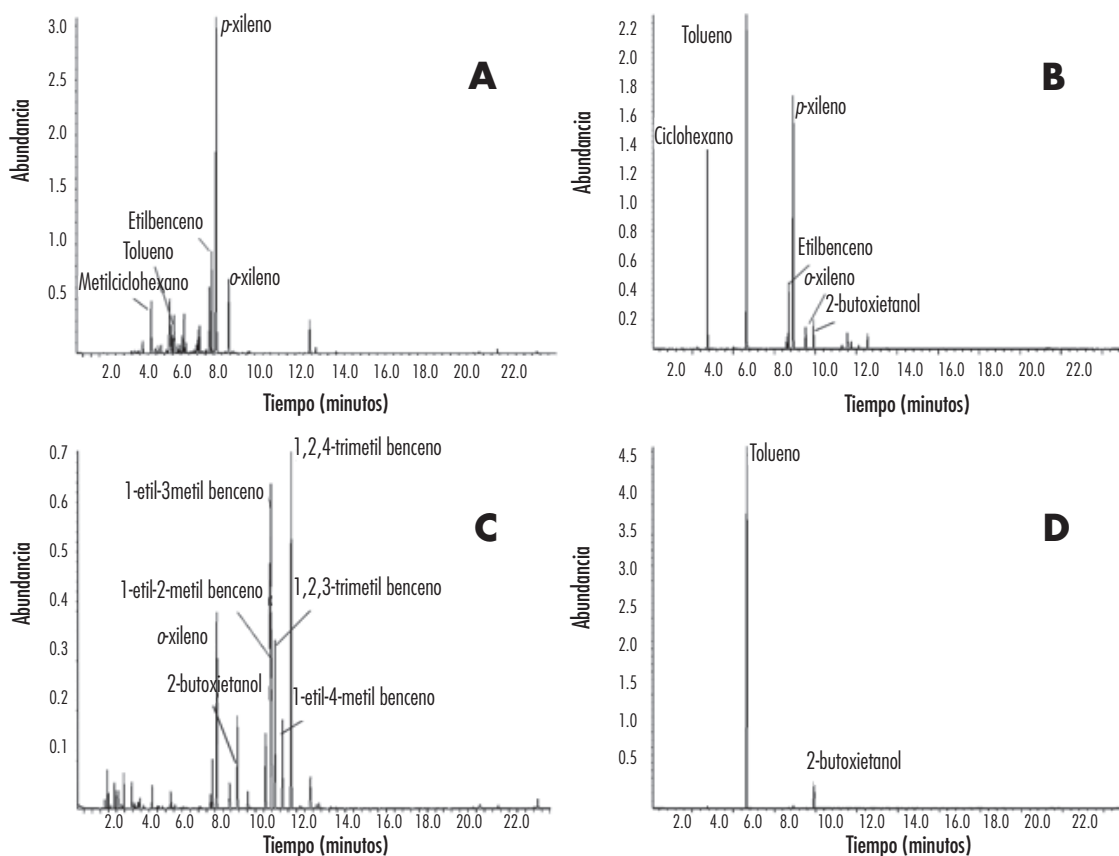 A
Abundancia
3.0
2.5
2.0
1.5
1.0
0.5
p-xileno
Etilbenceno
Tolueno
Metilciclohexano
o-xileno
2.0 4.0 6.0 8.0 10.0 12.0 14.0 16.0 18.0 20.0 22.0
Tiempo (minutos)
B
Abundancia
2.2
2.0
1.8
1.6
1.4
1.2
1.0
0.8
0.6
0.4
0.2
Tolueno
p-xileno
Ciclohexano
Etilbenceno
o-xileno
2-butoxietanol
2.0 4.0 6.0 8.0 10.0 12.0 14.0 16.0 18.0 20.0 22.0
Tiempo (minutos)
C
Abundancia
0.7
0.6
0.5
0.4
0.3
0.2
0.1
1,2,4-trimetil benceno
1-etil-3metil benceno
1-etil-2-metil benceno
1,2,3-trimetil benceno
o-xileno
2-butoxietanol
1-etil-4-metil benceno
2.0 4.0 6.0 8.0 10.0 12.0 14.0 16.0 18.0 20.0 22.0
Tiempo (minutos)
D
Abundancia
4.5
4.0
3.5
3.0
2.5
2.0
1.5
1.0
0.5
Tolueno
2-butoxietanol
2.0 4.0 6.0 8.0 10.0 12.0 14.0 16.0 18.0 20.0 22.0
Tiempo (minutos)